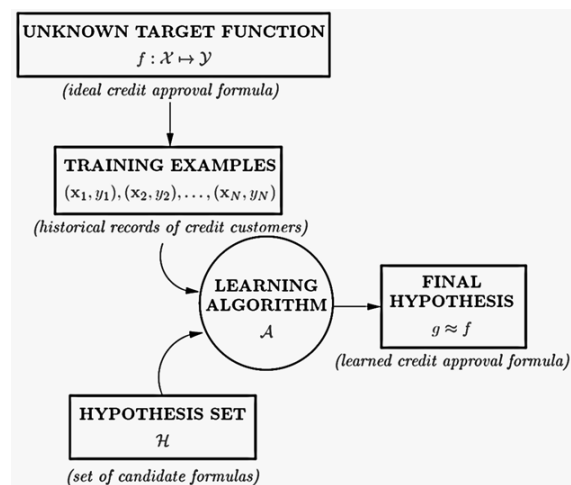 UNKNOWN TARGET FUNCTION
f : 𝒳 ↦ 𝒴
(ideal credit approval formula)
TRAINING EXAMPLES
(x₁, y₁), (x₂, y₂), . . . , (x_N, y_N)
(historical records of credit customers)
LEARNING
ALGORITHM
𝒜
FINAL
HYPOTHESIS
g ≈ f
(learned credit approval formula)
HYPOTHESIS SET
ℋ
(set of candidate formulas)